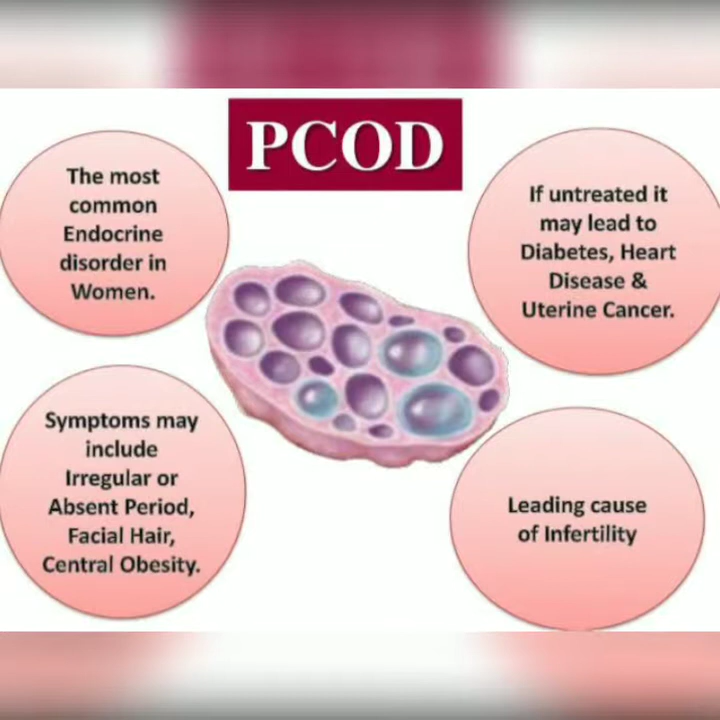 PCOD
The most
common
Endocrine
disorder in
Women.
If untreated it
may lead to
Diabetes, Heart
Disease &
Uterine Cancer.
Symptoms may
include
Irregular or
Absent Period,
Facial Hair,
Central Obesity.
Leading cause
of Infertility